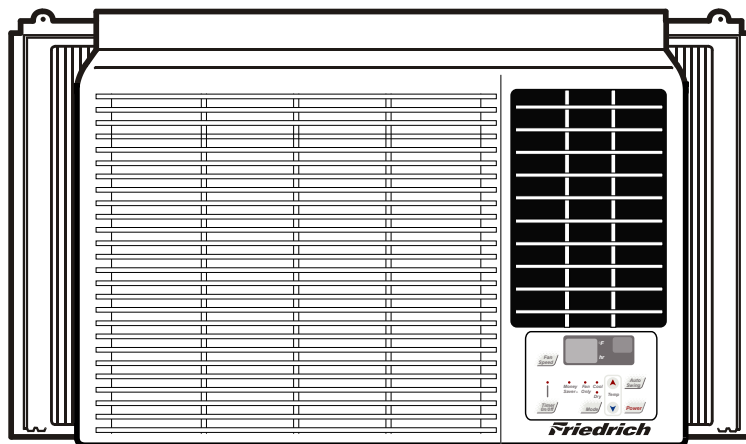 °F
hr
Fan
Speed
Auto
Swing
Money
Saver®
Fan
Only
Cool
Dry
Temp
Timer
On/Off
Mode
Power
Friedrich